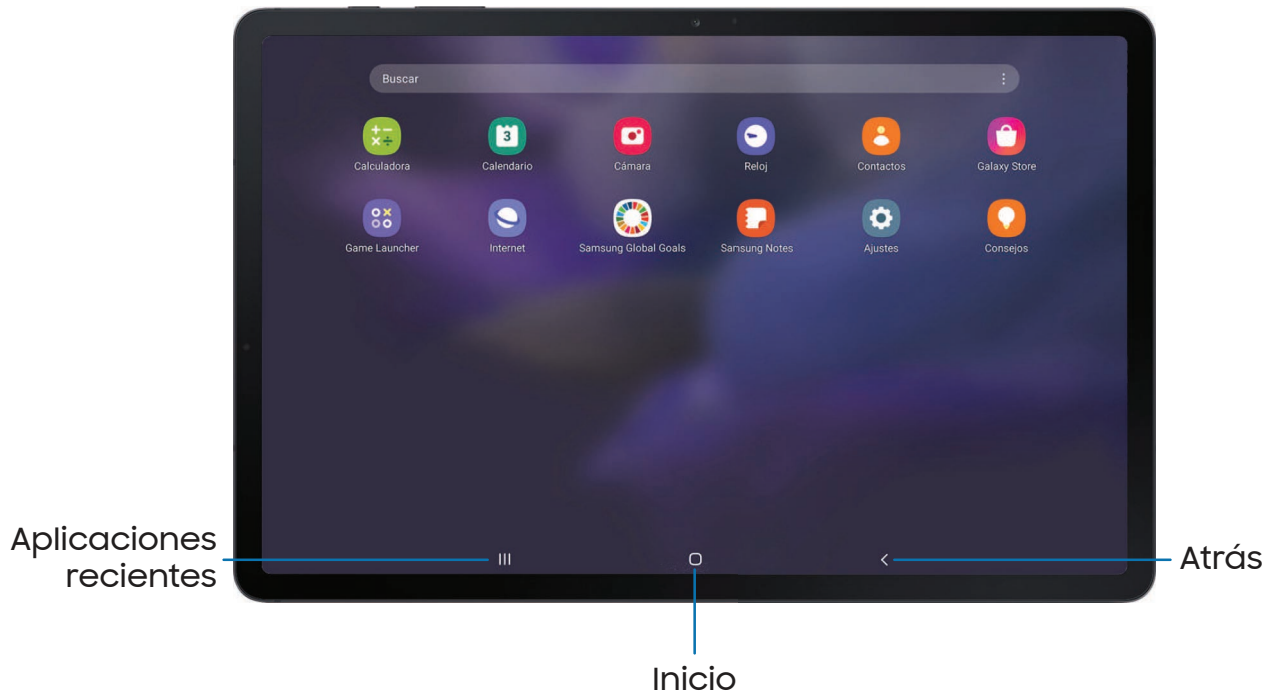 Buscar
Calculadora
3
Calendario
Cámara
Reloj
Contactos
Galaxy Store
Game Launcher
Internet
Samsung Global Goals
Samsung Notes
Ajustes
Consejos
Aplicaciones
recientes
Atrás
Inicio